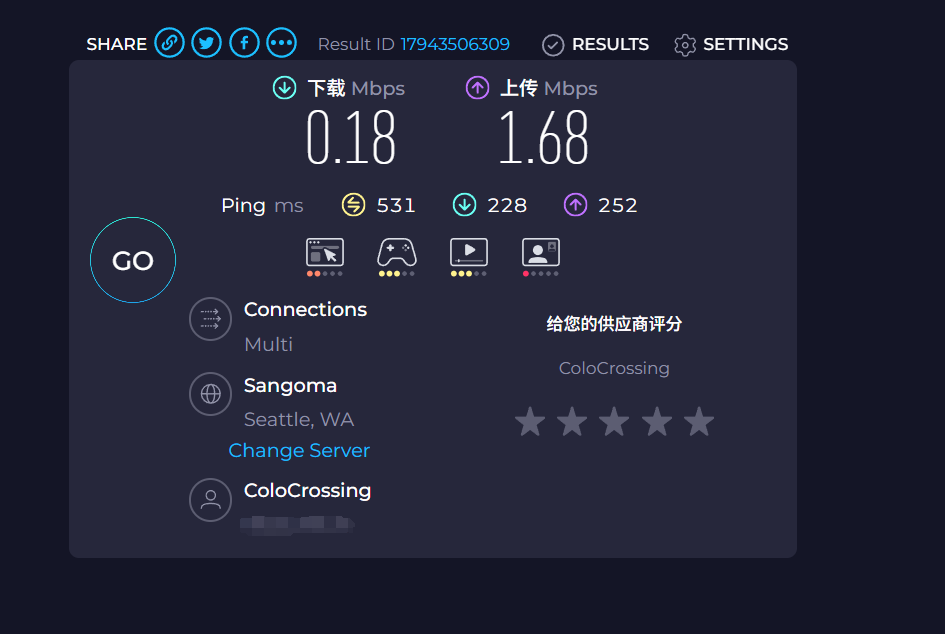 SHARE Result ID 17943506309 RESULTS SETTINGS
下载 Mbps 上传 Mbps
0.18 1.68
Ping ms 531 228 252
GO
Connections
Multi
给您的供应商评分
ColoCrossing
Sangoma
Seattle, WA
Change Server
ColoCrossing